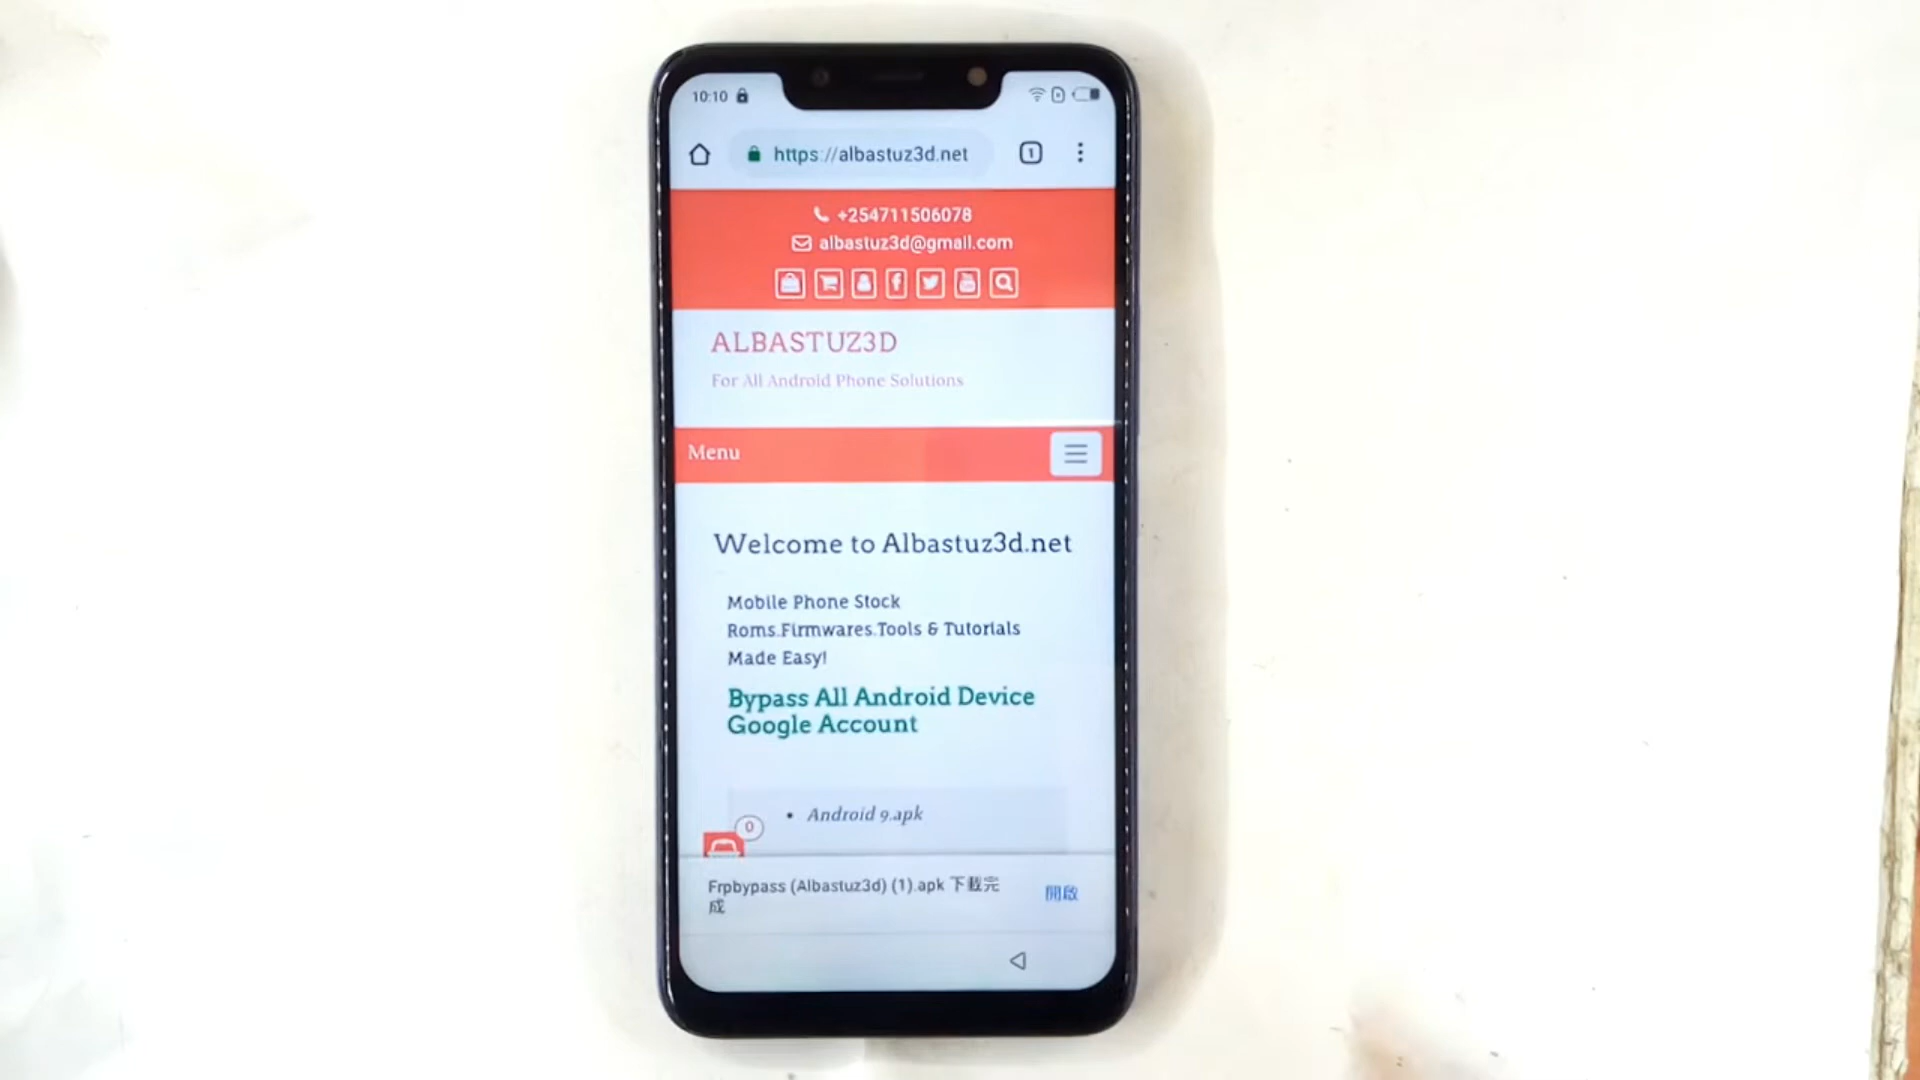 10:10
https://albastuz3d.net
1
+254711506078
albastuz3d@gmail.com
ALBASTUZ3D
For All Android Phone Solutions
Menu
Welcome to Albastuz3d.net
Mobile Phone Stock
Roms.Firmwares.Tools & Tutorials
Made Easy!
Bypass All Android Device
Google Account
• Android 9.apk
0
Frpbypass (Albastuz3d) (1).apk 下載完
成
開啟